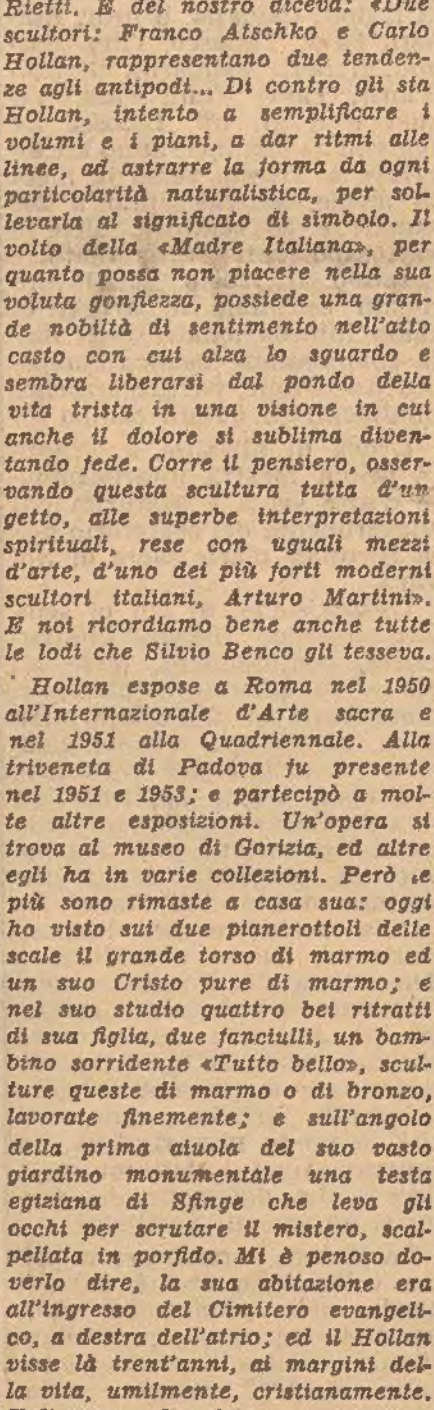 Rietti. E del nostro diceva: «Due
scultori: Franco Atschko e Carlo
Hollan, rappresentano due tenden-
ze agli antipodi... Di contro gli sta
Hollan, intento a semplificare i
volumi e i piani, a dar ritmi alle
linee, ad astrarre la forma da ogni
particolarità naturalistica, per sol-
levarla al significato di simbolo. Il
volto della «Madre Italiana», per
quanto possa non piacere nella sua
voluta gonfiezza, possiede una gran-
de nobiltà di sentimento nell'atto
casto con cui alza lo sguardo e
sembra liberarsi dal pondo della
vita trista in una visione in cui
anche il dolore si sublima diven-
tando fede. Corre il pensiero, osser-
vando questa scultura tutta d'un
getto, alle superbe interpretazioni
spirituali, rese con uguali mezzi
d'arte, d'uno dei più forti moderni
scultori italiani, Arturo Martini».
E noi ricordiamo bene anche tutte
le lodi che Silvio Benco gli tesseva.
Hollan espose a Roma nel 1950
all'Internazionale d'Arte sacra e
nel 1951 alla Quadriennale. Alla
triveneta di Padova fu presente
nel 1951 e 1953; e partecipò a mol-
te altre esposizioni. Un'opera si
trova al museo di Gorizia, ed altre
egli ha in varie collezioni. Però le
più sono rimaste a casa sua: oggi
ho visto sui due pianerottoli delle
scale il grande torso di marmo ed
un suo Cristo pure di marmo; e
nel suo studio quattro bei ritratti
di sua figlia, due fanciulli, un bam-
bino sorridente «Tutto bello», scul-
ture queste di marmo o di bronzo,
lavorate finemente; e sull'angolo
della prima aiuola del suo vasto
giardino monumentale una testa
egiziana di Sfinge che leva gli
occhi per scrutare il mistero, scal-
pellata in porfido. Mi è penoso do-
verlo dire, la sua abitazione era
all'ingresso del Cimitero evangeli-
co, a destra dell'atrio; ed il Hollan
visse là trent'anni, ai margini del-
la vita, umilmente, cristianamente.